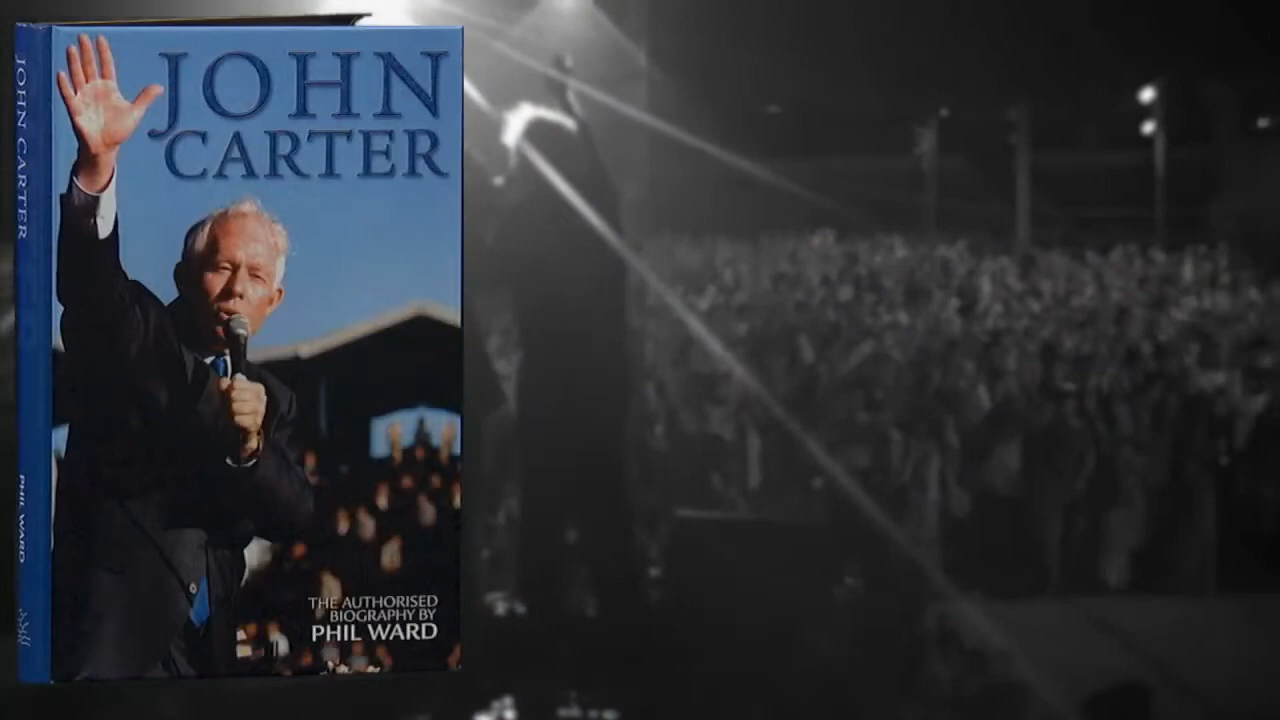 JOHN CARTER
PHIL WARD
JOHN
CARTER
THE AUTHORISED
BIOGRAPHY BY
PHIL WARD